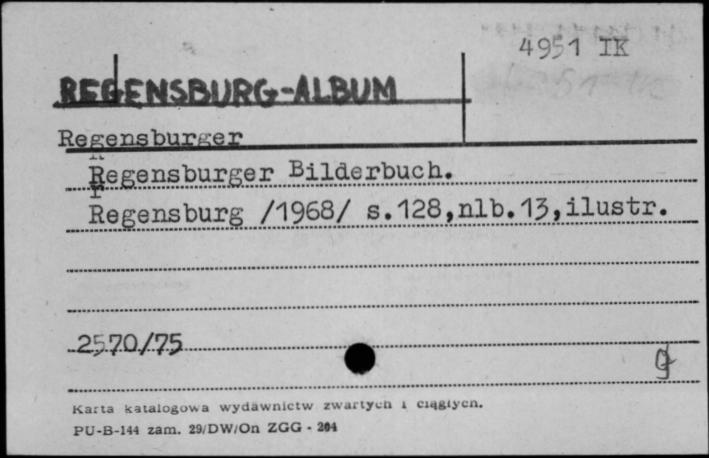 4951 IK
REGENSBURG-ALBUM
Regensburger
Regensburger Bilderbuch.
Regensburg /1968/ s.128,nlb.13,ilustr.
2570/75
g
Karta katalogowa wydawnictw zwartych i ciągłych.
PU-B-144 zam. 29/DW/On ZGG - 204